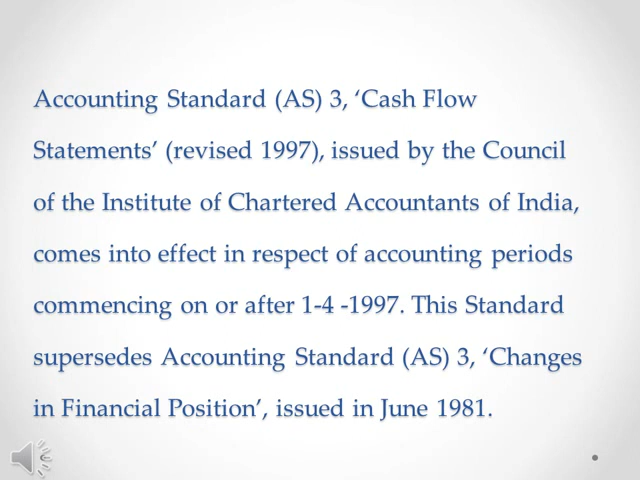 Accounting Standard (AS) 3, ‘Cash Flow
Statements’ (revised 1997), issued by the Council
of the Institute of Chartered Accountants of India,
comes into effect in respect of accounting periods
commencing on or after 1-4 -1997. This Standard
supersedes Accounting Standard (AS) 3, ‘Changes
in Financial Position’, issued in June 1981.